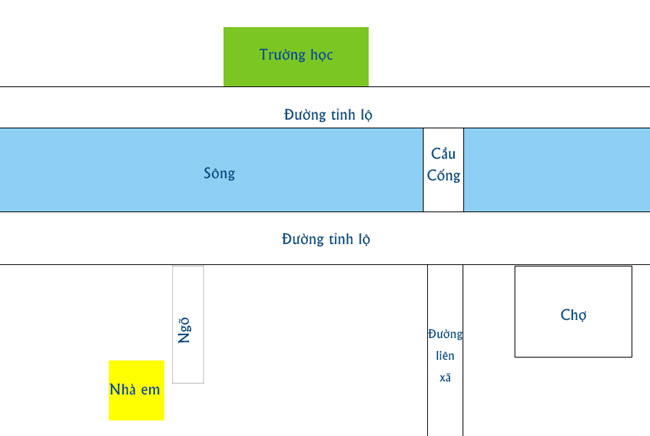 Trường học
Đường tỉnh lộ
Sông
Cầu
Cống
Đường tỉnh lộ
Ngõ
Đường
liên
xã
Chợ
Nhà em